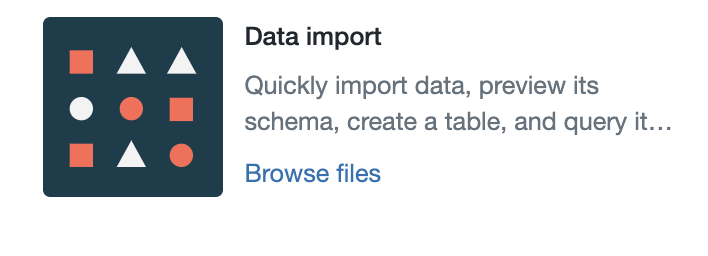 Data import
Quickly import data, preview its
schema, create a table, and query it…
Browse files